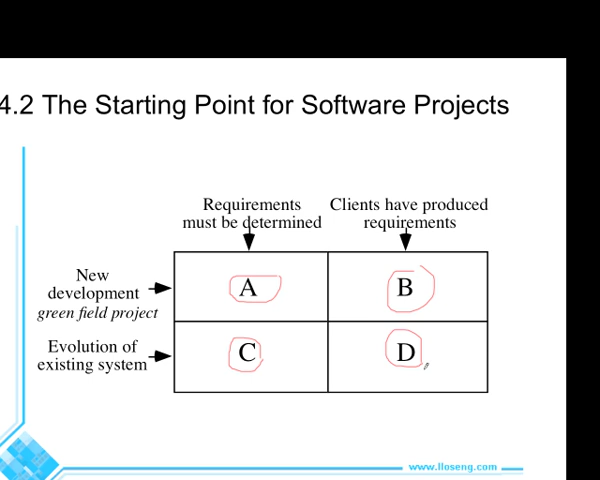 4.2 The Starting Point for Software Projects
Requirements
must be determined
Clients have produced
requirements
New
development
green field project
A
B
Evolution of
existing system
C
D
www.lloseng.com